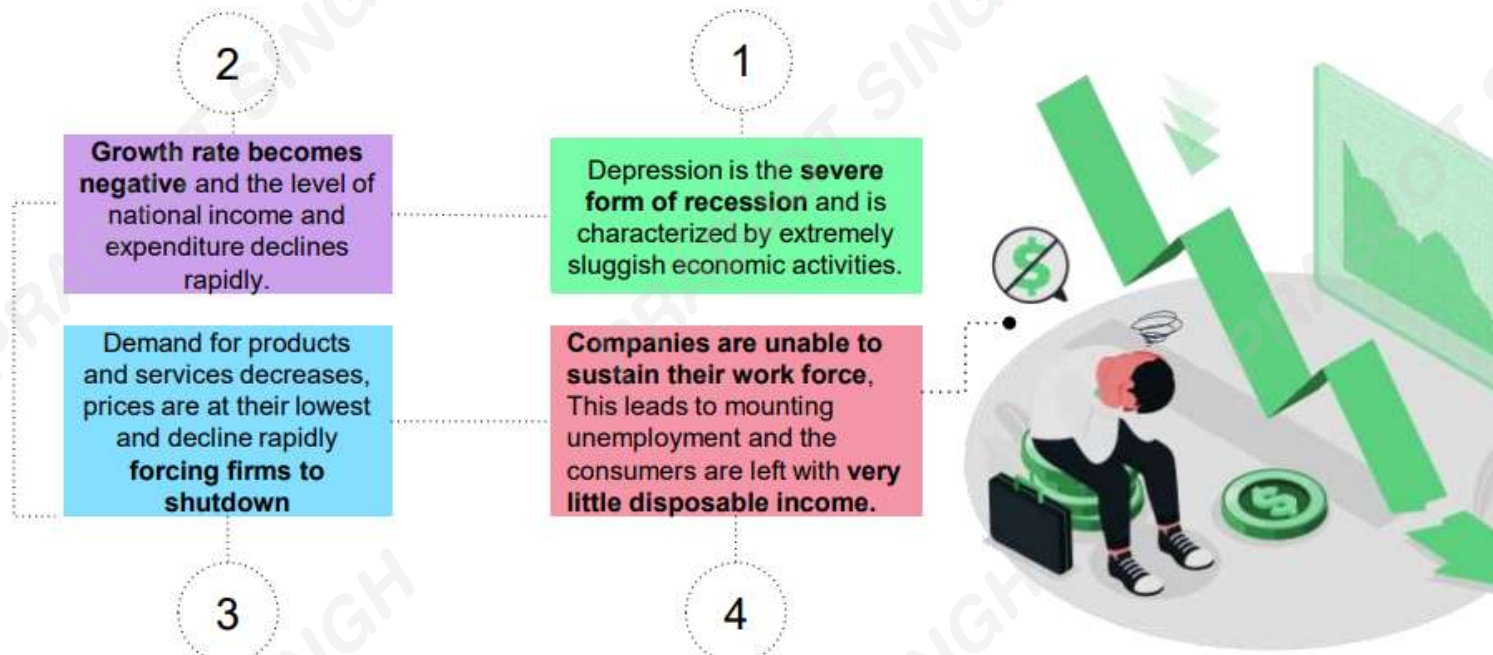 1
Depression is the severe
form of recession and is
characterized by extremely
sluggish economic activities.
2
Growth rate becomes
negative and the level of
national income and
expenditure declines
rapidly.
3
Demand for products
and services decreases,
prices are at their lowest
and decline rapidly
forcing firms to
shutdown
4
Companies are unable to
sustain their work force,
This leads to mounting
unemployment and the
consumers are left with very
little disposable income.
$
$